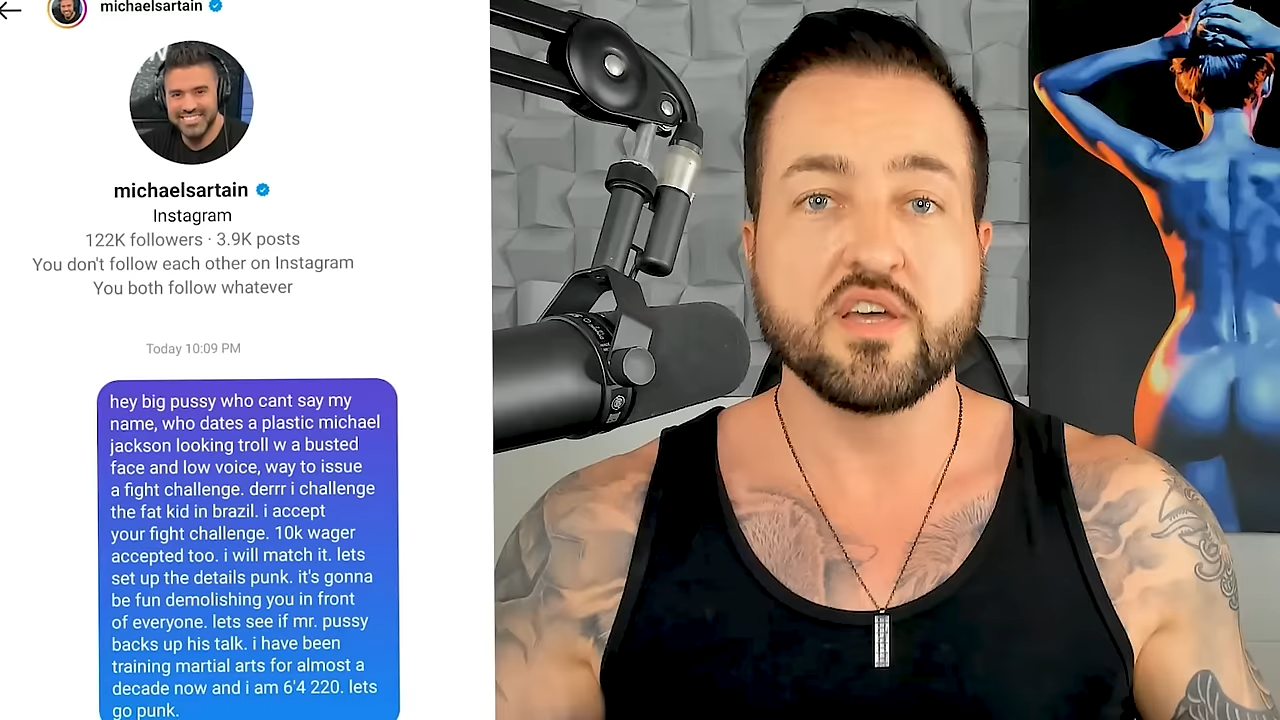 michaelsartain
michaelsartain
Instagram
122K followers · 3.9K posts
You don't follow each other on Instagram
You both follow whatever
Today 10:09 PM
hey big pussy who cant say my
name, who dates a plastic michael
jackson looking troll w a busted
face and low voice, way to issue
a fight challenge. derrr i challenge
the fat kid in brazil. i accept
your fight challenge. 10k wager
accepted too. i will match it. lets
set up the details punk. it's gonna
be fun demolishing you in front
of everyone. lets see if mr. pussy
backs up his talk. i have been
training martial arts for almost a
decade now and i am 6'4 220. lets
go punk.